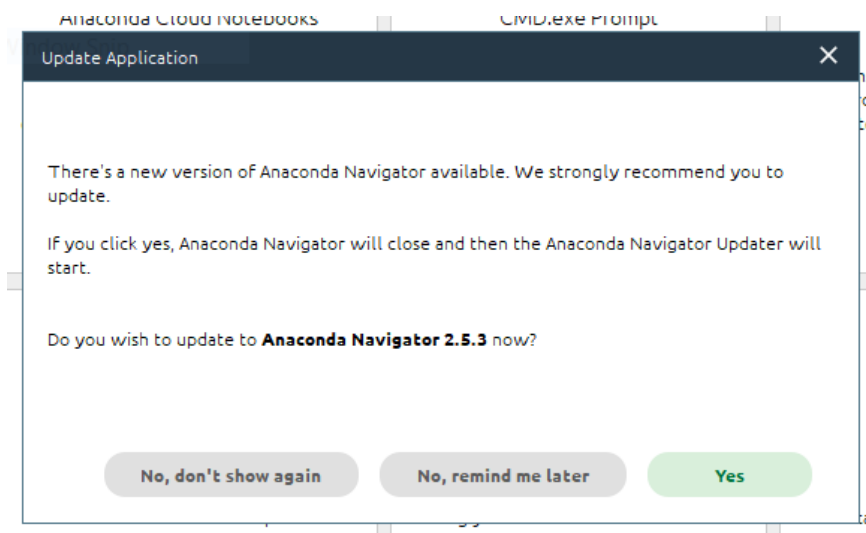 Anaconda Cloud Notebooks
CMD.exe Prompt
Update Application
There's a new version of Anaconda Navigator available. We strongly recommend you to
update.
If you click yes, Anaconda Navigator will close and then the Anaconda Navigator Updater will
start.
Do you wish to update to Anaconda Navigator 2.5.3 now?
No, don't show again
No, remind me later
Yes